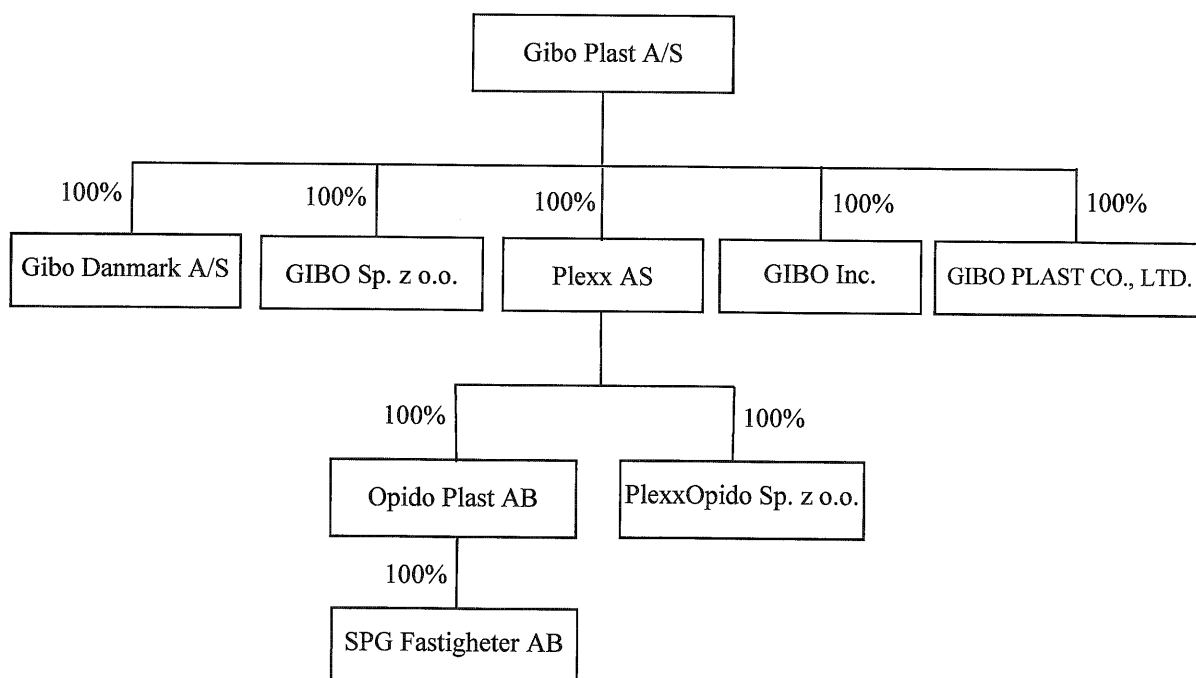 Gibo Plast A/S
100%
100%
100%
100%
100%
Gibo Danmark A/S
GIBO Sp. z o.o.
Plexx AS
GIBO Inc.
GIBO PLAST CO., LTD.
100%
100%
Opido Plast AB
PlexxOpido Sp. z o.o.
100%
SPG Fastigheter AB